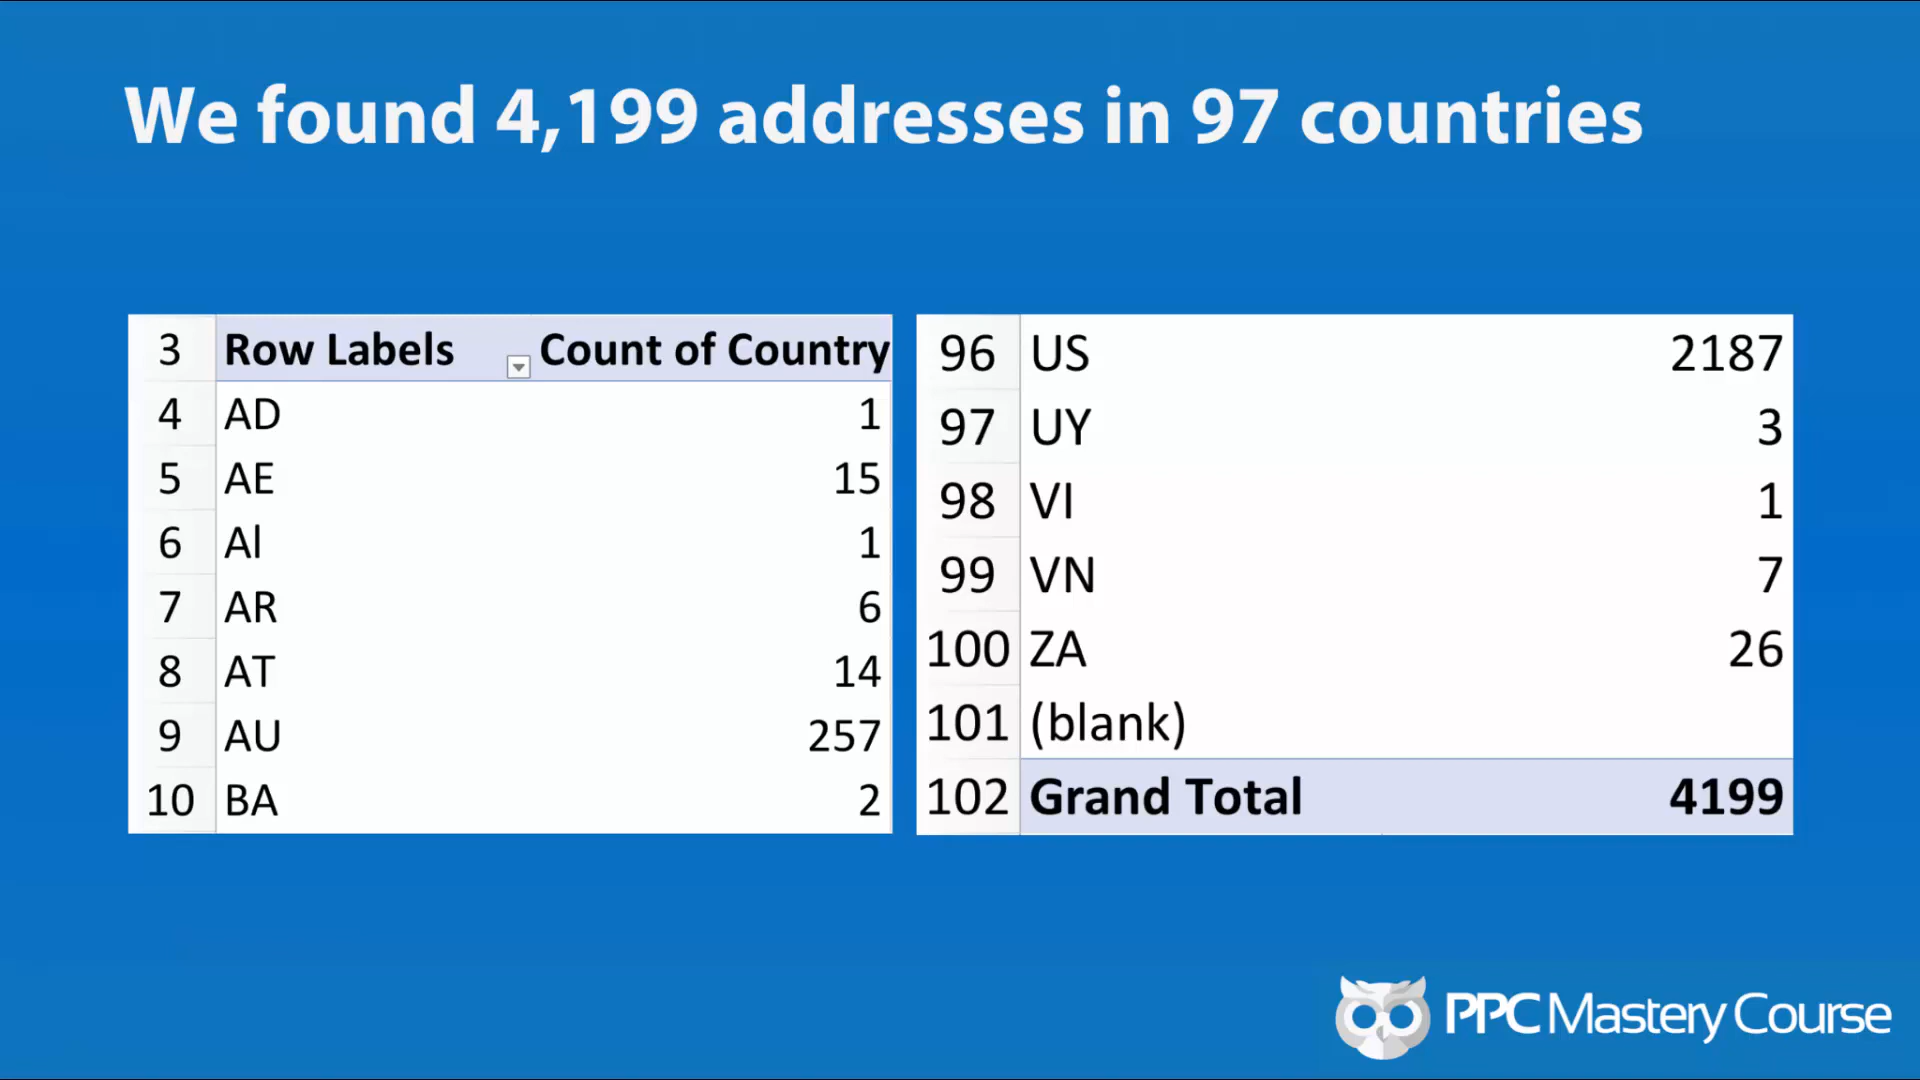 We found 4,199 addresses in 97 countries
3 Row Labels Count of Country
4 AD 1
5 AE 15
6 Al 1
7 AR 6
8 AT 14
9 AU 257
10 BA 2
96 US 2187
97 UY 3
98 VI 1
99 VN 7
100 ZA 26
101 (blank)
102 Grand Total 4199
PPC Mastery Course